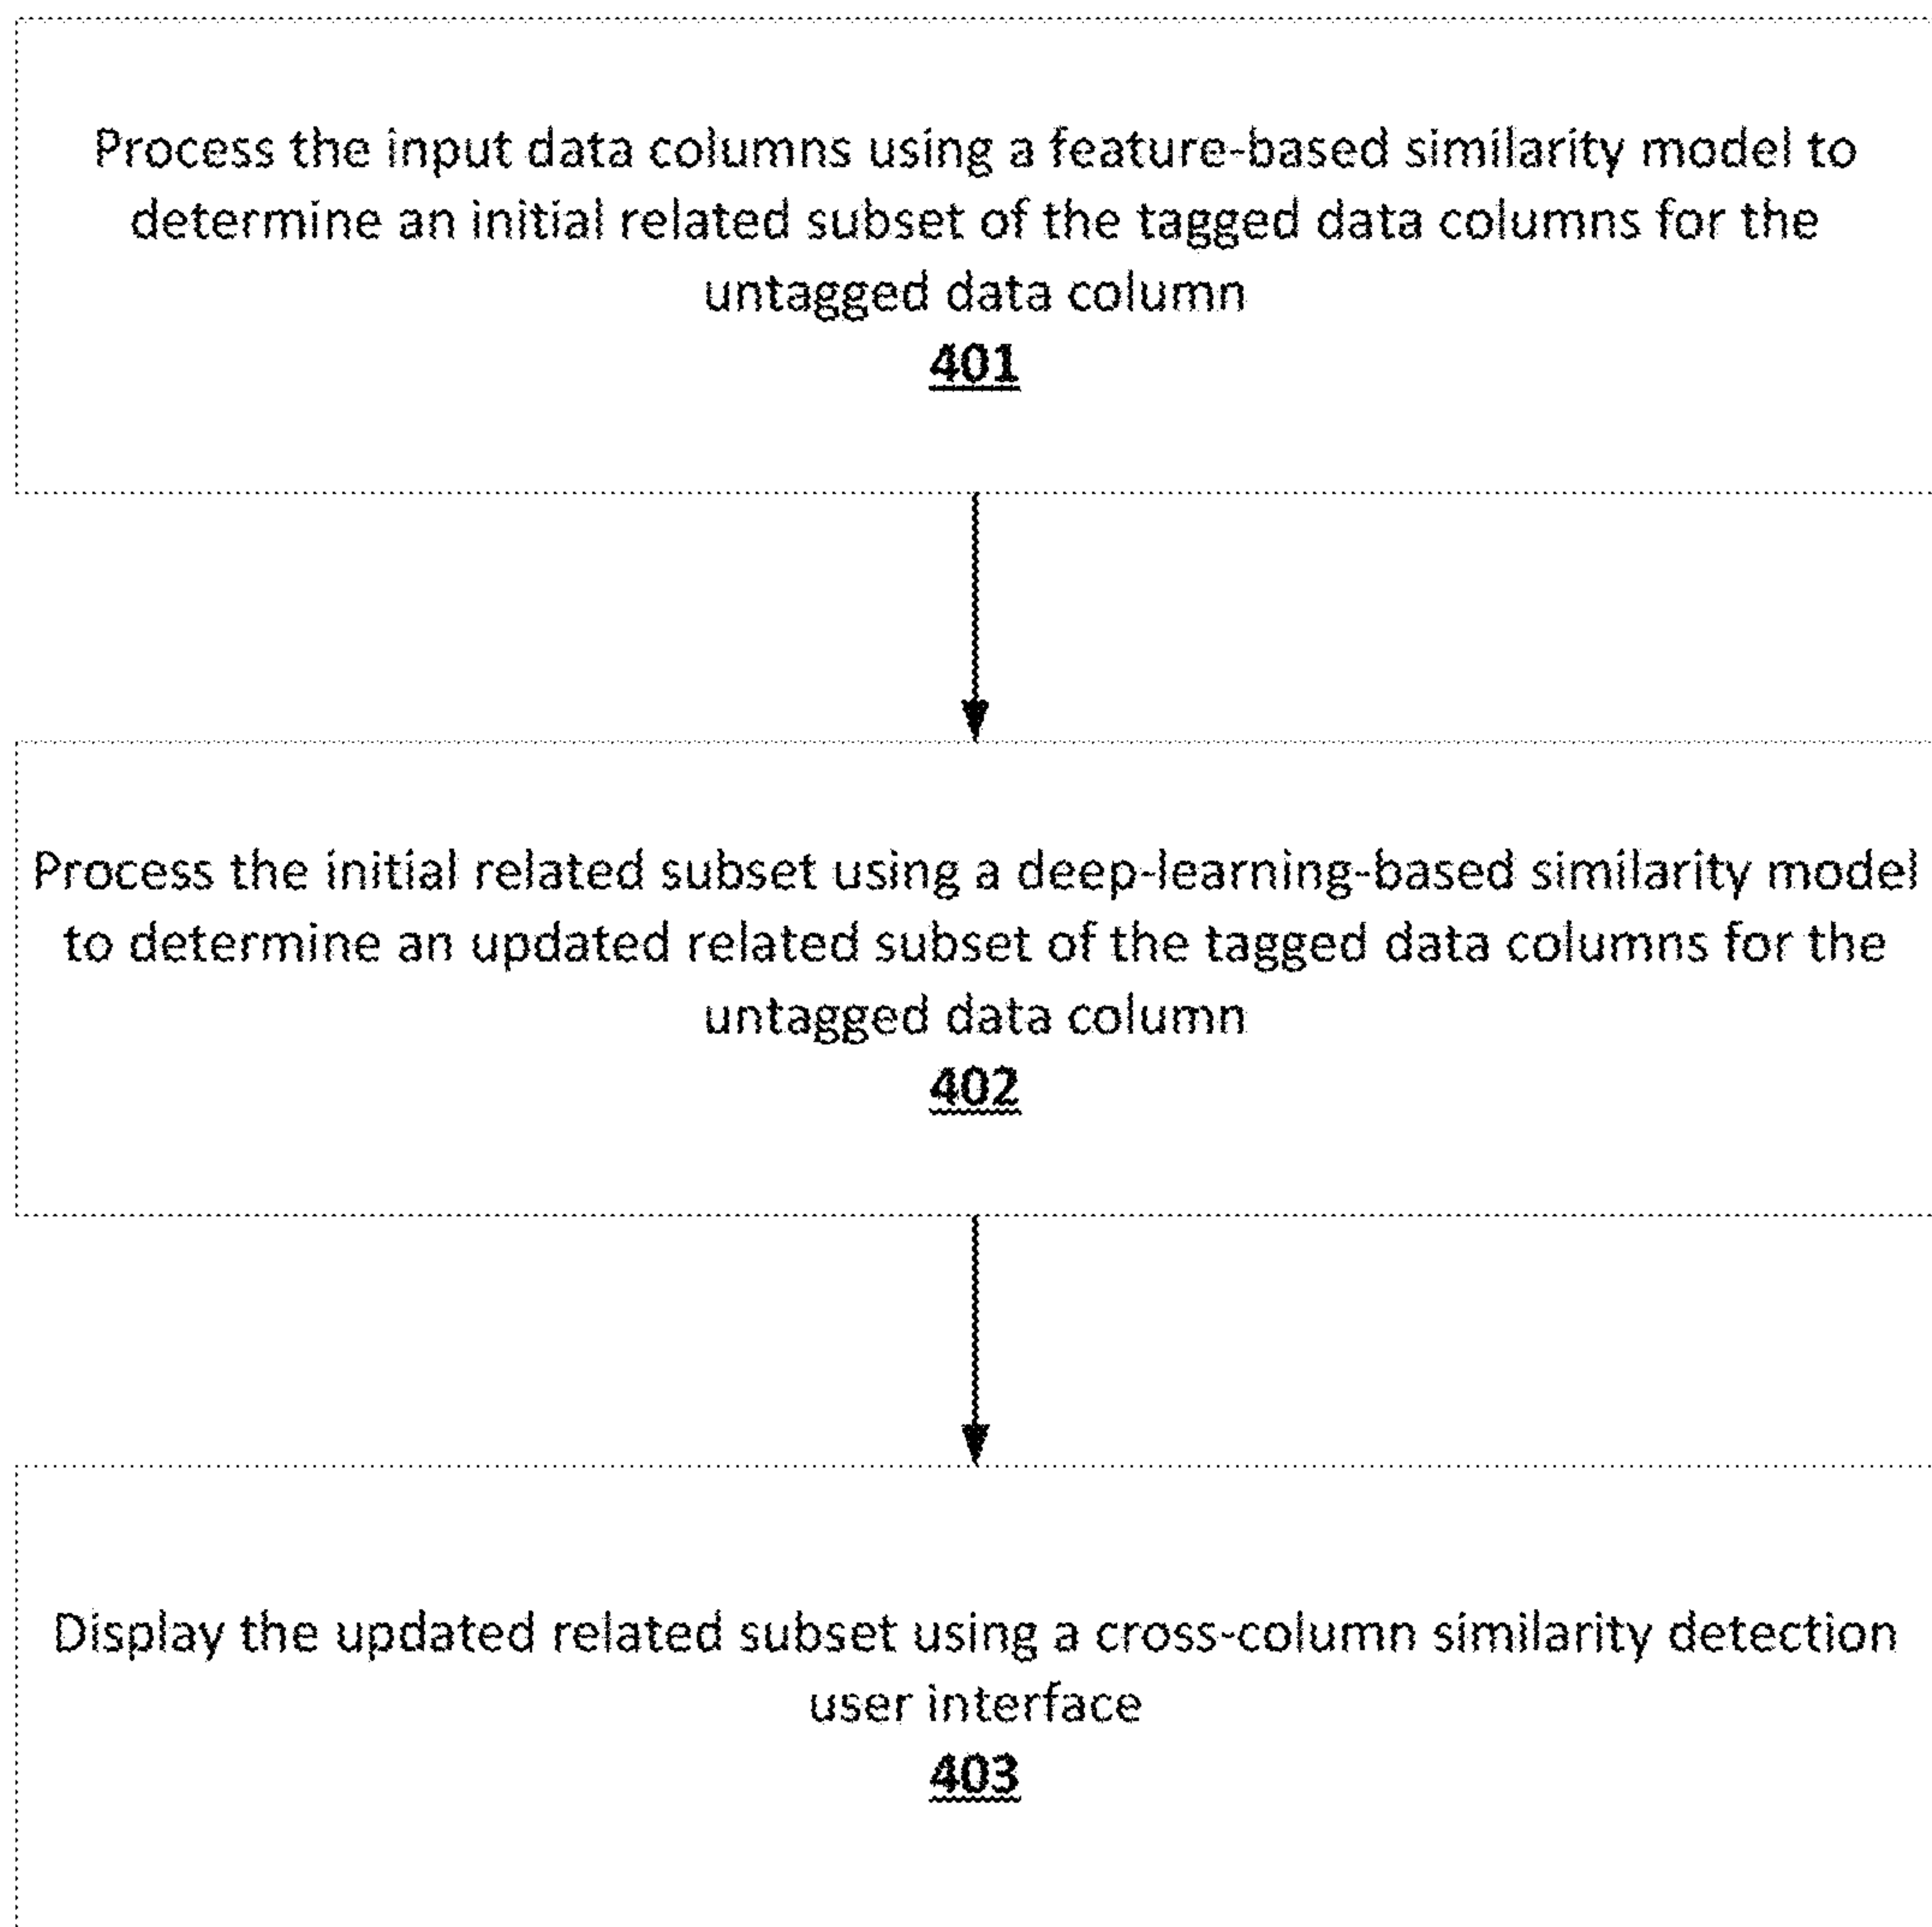 Process the input data columns using a feature-based similarity model to
determine an initial related subset of the tagged data columns for the
untagged data column
401
Process the initial related subset using a deep-learning-based similarity model
to determine an updated related subset of the tagged data columns for the
untagged data column
402
Display the updated related subset using a cross-column similarity detection
user interface
403